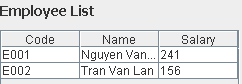 Employee List
Code Name Salary
E001 Nguyen Van... 241
E002 Tran Van Lan 156